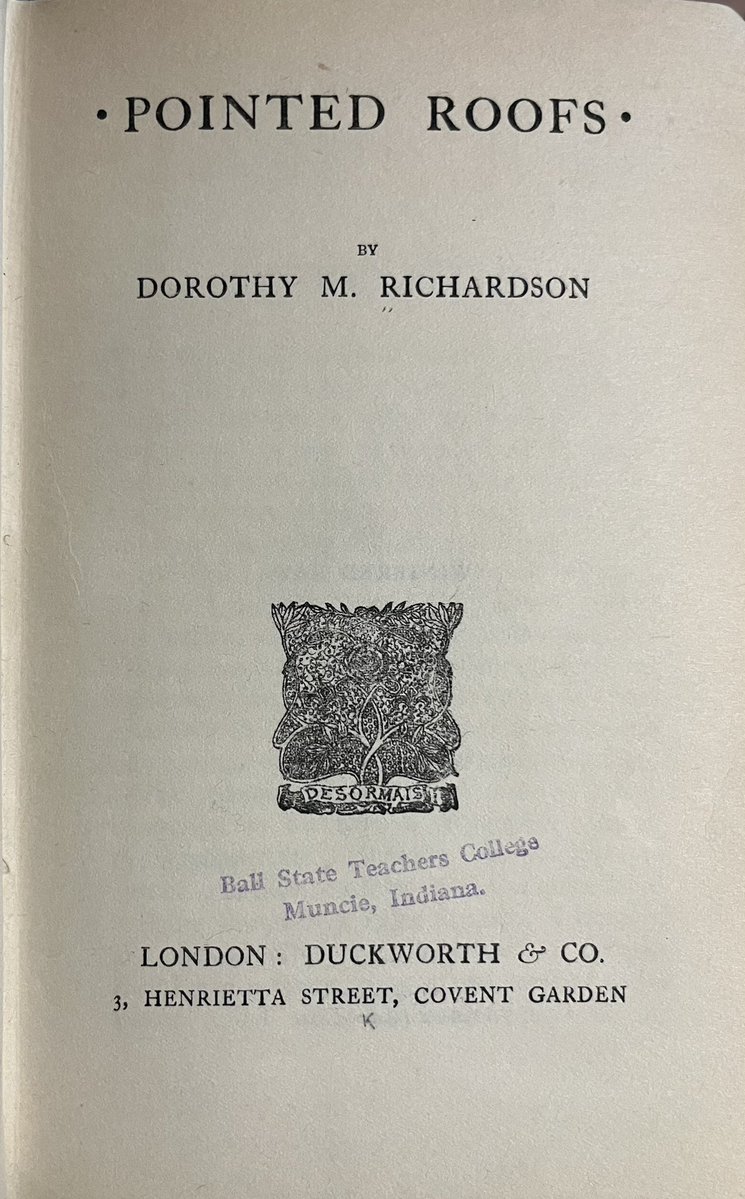 · POINTED ROOFS ·
BY
DOROTHY M. RICHARDSON
DESORMAIS
Ball State Teachers College
Muncie, Indiana.
LONDON: DUCKWORTH & CO.
3, HENRIETTA STREET, COVENT GARDEN
K